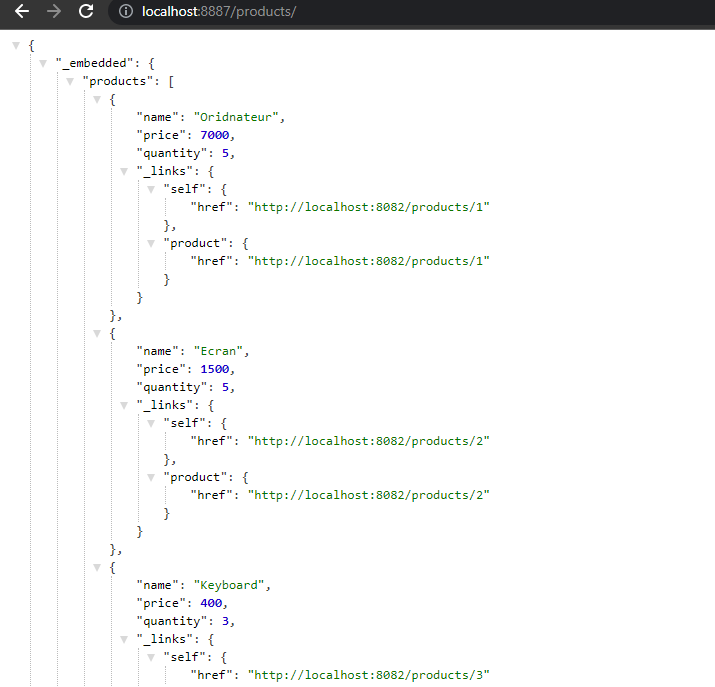 localhost:8887/products/
{
"_embedded": {
"products": [
{
"name": "Oridnateur",
"price": 7000,
"quantity": 5,
"_links": {
"self": {
"href": "http://localhost:8082/products/1"
},
"product": {
"href": "http://localhost:8082/products/1"
}
}
},
{
"name": "Ecran",
"price": 1500,
"quantity": 5,
"_links": {
"self": {
"href": "http://localhost:8082/products/2"
},
"product": {
"href": "http://localhost:8082/products/2"
}
}
},
{
"name": "Keyboard",
"price": 400,
"quantity": 3,
"_links": {
"self": {
"href": "http://localhost:8082/products/3"